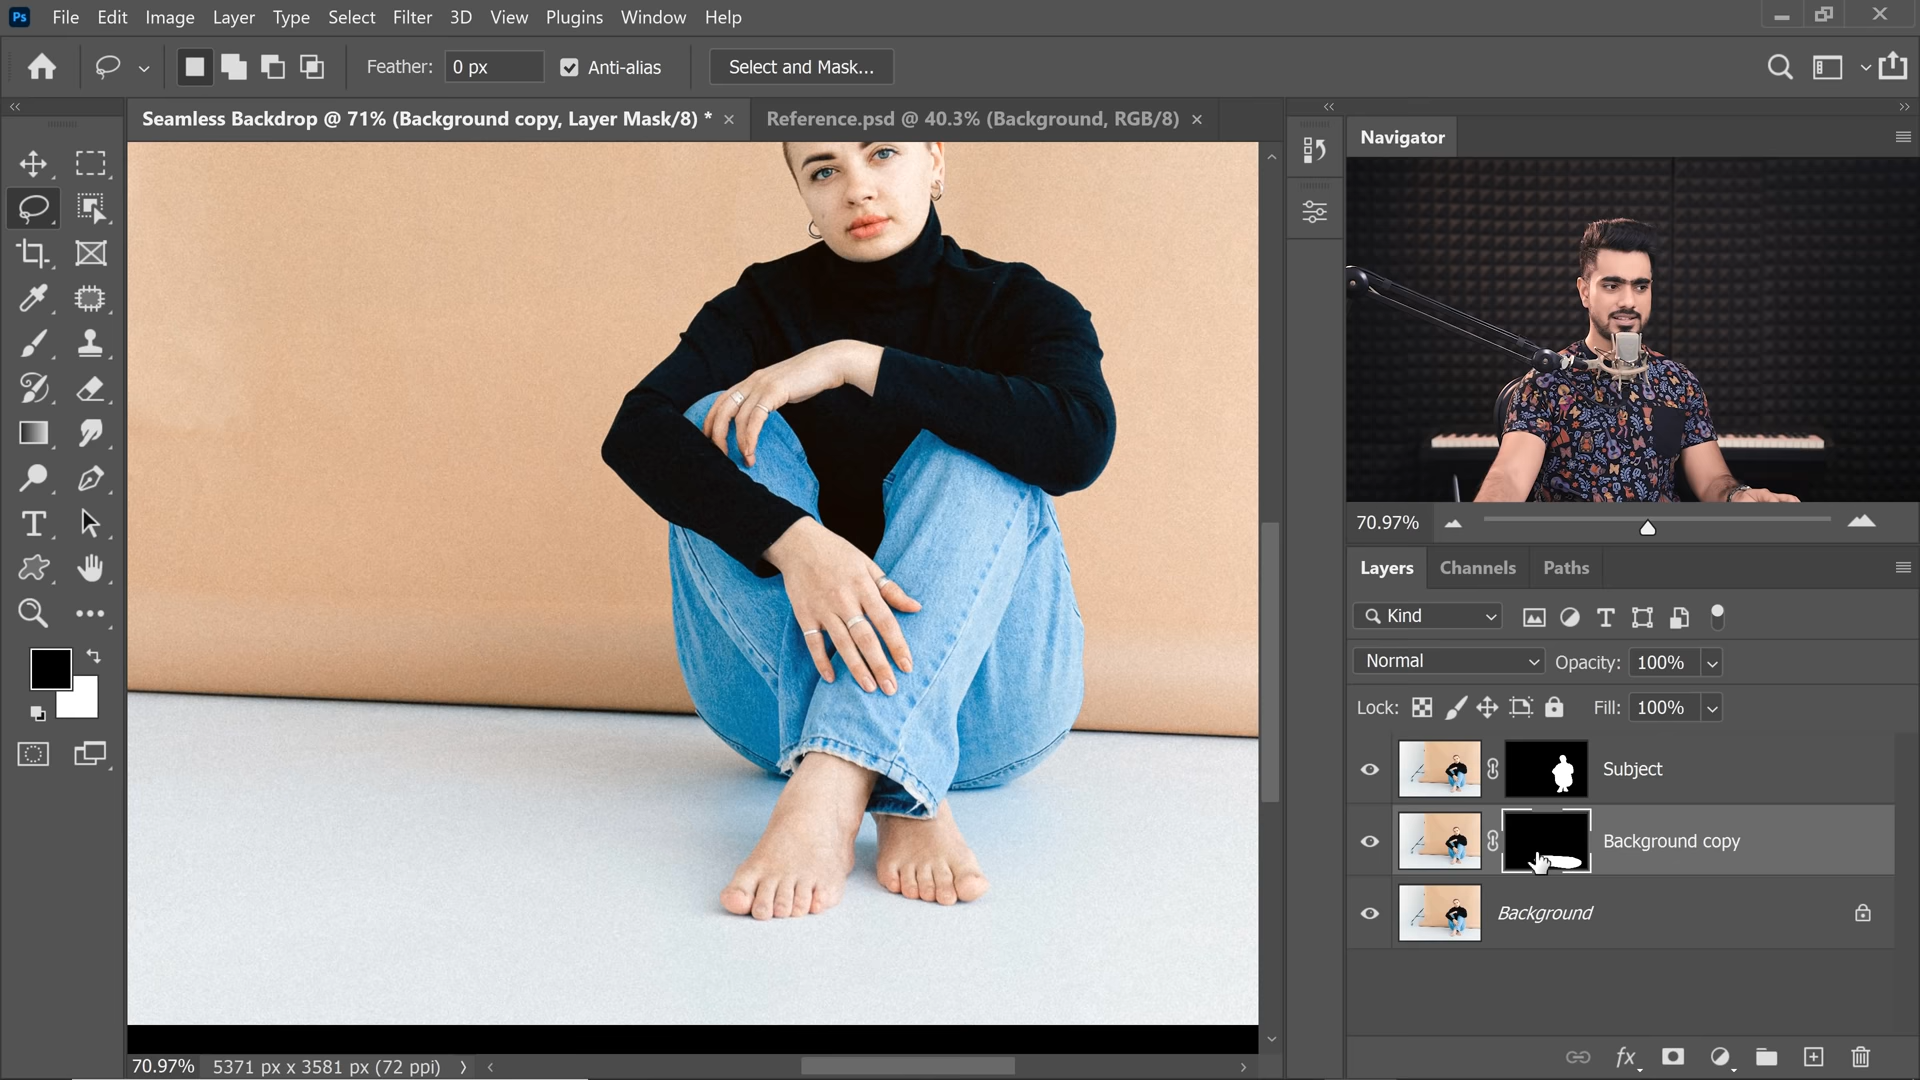 Ps File Edit Image Layer Type Select Filter 3D View Plugins Window Help
Feather: 0 px Anti-alias Select and Mask...
Seamless Backdrop @ 71% (Background copy, Layer Mask/8) * × Reference.psd @ 40.3% (Background, RGB/8) ×
Navigator
70.97%
Layers Channels Paths
Kind
Normal Opacity: 100%
Lock: Fill: 100%
Subject
Background copy
Background
fx
70.97% 5371 px x 3581 px (72 ppi)